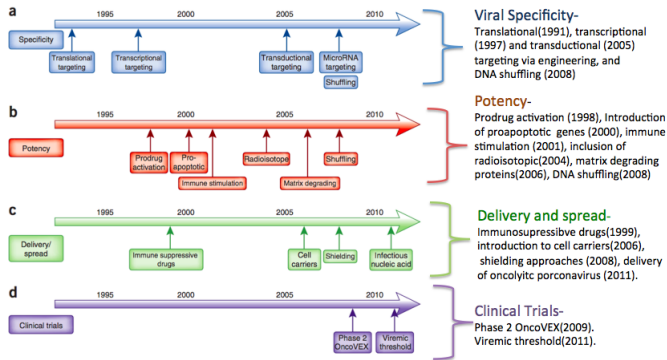 a
1995 2000 2005 2010
Specificity
Translational
targeting
Transcriptional
targeting
Transductional
targeting
MicroRNA
targeting
Shuffling
Viral Specificity-
Translational(1991), transcriptional
(1997) and transductional (2005)
targeting via engineering, and
DNA shuffling (2008)
b
1995 2000 2005 2010
Potency
Prodrug
activation
Pro-
apoptotic
Immune stimulation
Radioisotope
Matrix degrading
Shuffling
Potency-
Prodrug activation (1998), Introduction
of proapoptotic genes (2000), immune
stimulation (2001), inclusion of
radioisotopic(2004), matrix degrading
proteins(2006), DNA shuffling(2008)
c
1995 2000 2005 2010
Delivery/
spread
Immune suppressive
drugs
Cell
carriers
Shielding
Infectious
nucleic acid
Delivery and spread-
Immunosupressibve drugs(1999),
introduction to cell carriers(2006),
shielding approaches (2008), delivery
of oncolyitc porconavirus (2011).
d
1995 2000 2005 2010
Clinical trials
Phase 2
OncoVEX
Viremic
threshold
Clinical Trials-
Phase 2 OncoVEX(2009).
Viremic threshold(2011).